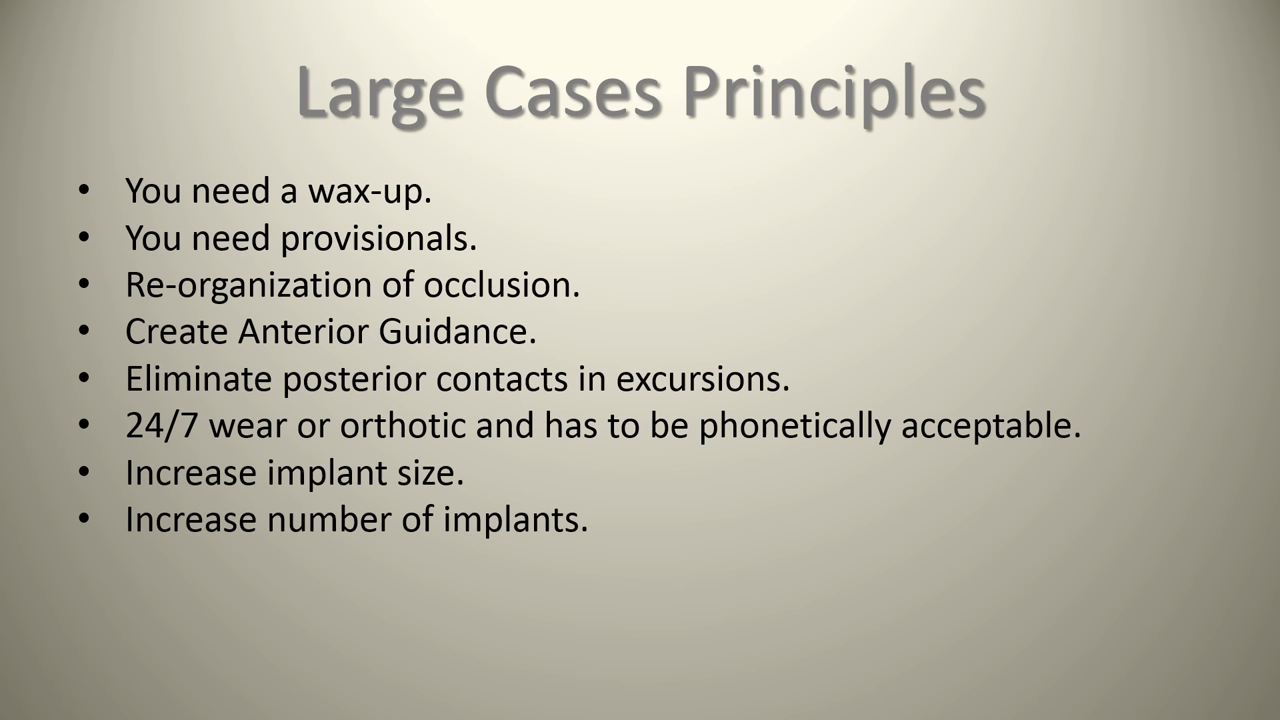 Large Cases Principles
• You need a wax-up.
• You need provisionals.
• Re-organization of occlusion.
• Create Anterior Guidance.
• Eliminate posterior contacts in excursions.
• 24/7 wear or orthotic and has to be phonetically acceptable.
• Increase implant size.
• Increase number of implants.